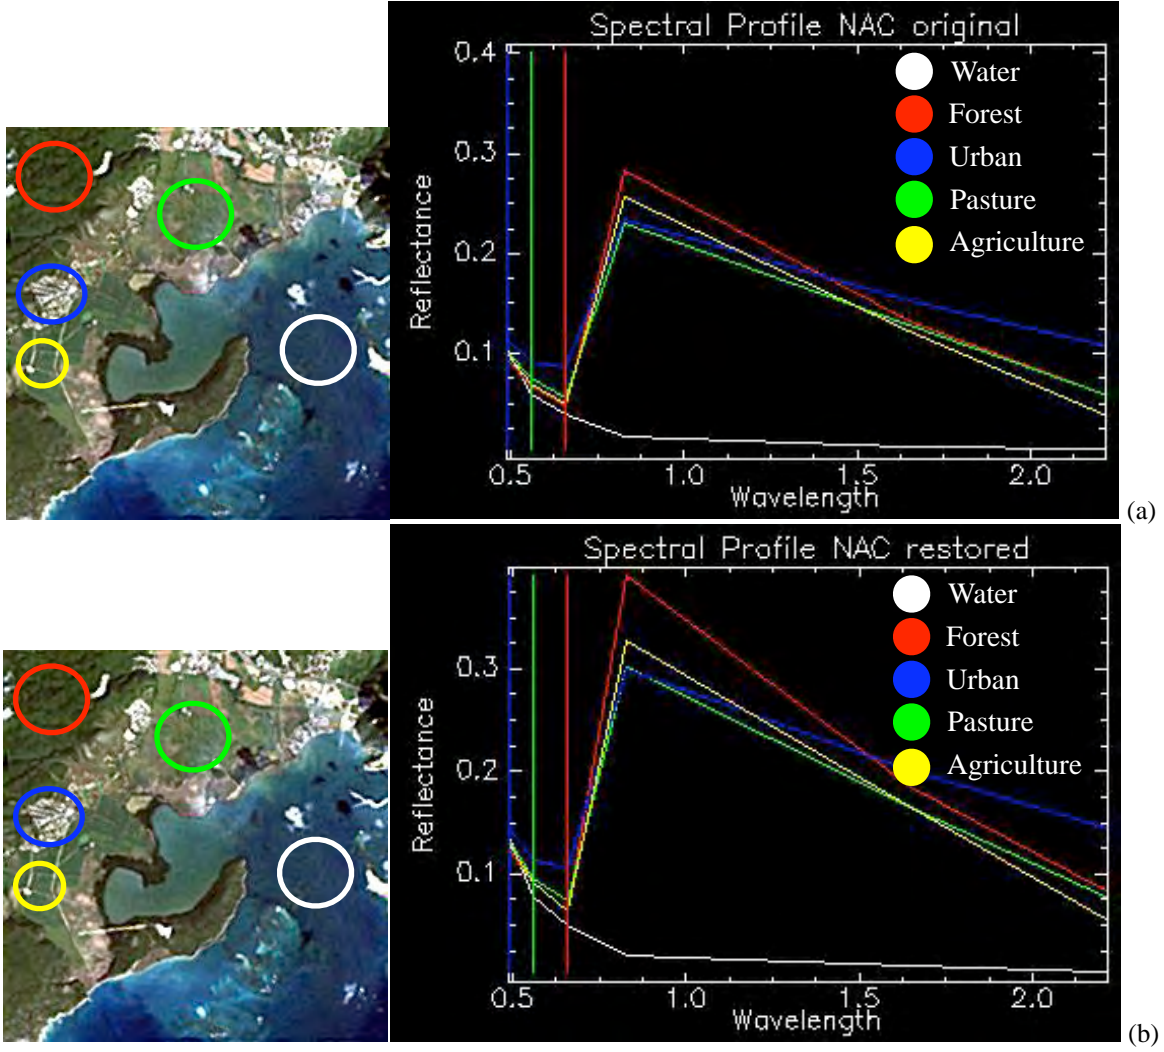 Spectral Profile NAC original
0.4
0.3
0.2
0.1
Reflectance
Water
Forest
Urban
Pasture
Agriculture
0.5 1.0 1.5 2.0
Wavelength
(a)
Spectral Profile NAC restored
0.3
0.2
0.1
Reflectance
Water
Forest
Urban
Pasture
Agriculture
0.5 1.0 1.5 2.0
Wavelength
(b)